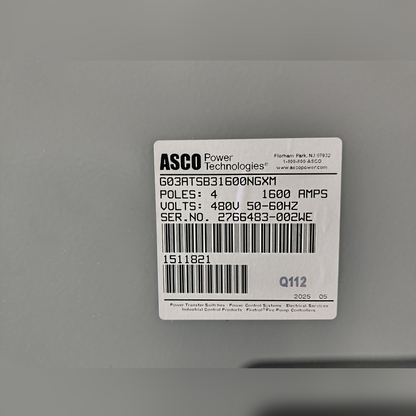 ASCO Power Technologies®
Florham Park, NJ 07932
1-800-800-ASCO
www.ascopower.com
G03ATSB31600NGXM
POLES: 4 1600 AMPS
VOLTS: 480V 50-60HZ
SER.NO. 2766483-002WE
1511821
Q112
2025 05
Power Transfer Switches · Power Control Systems · Electrical Services
Industrial Control Products · Firetrol® Fire Pump Controllers